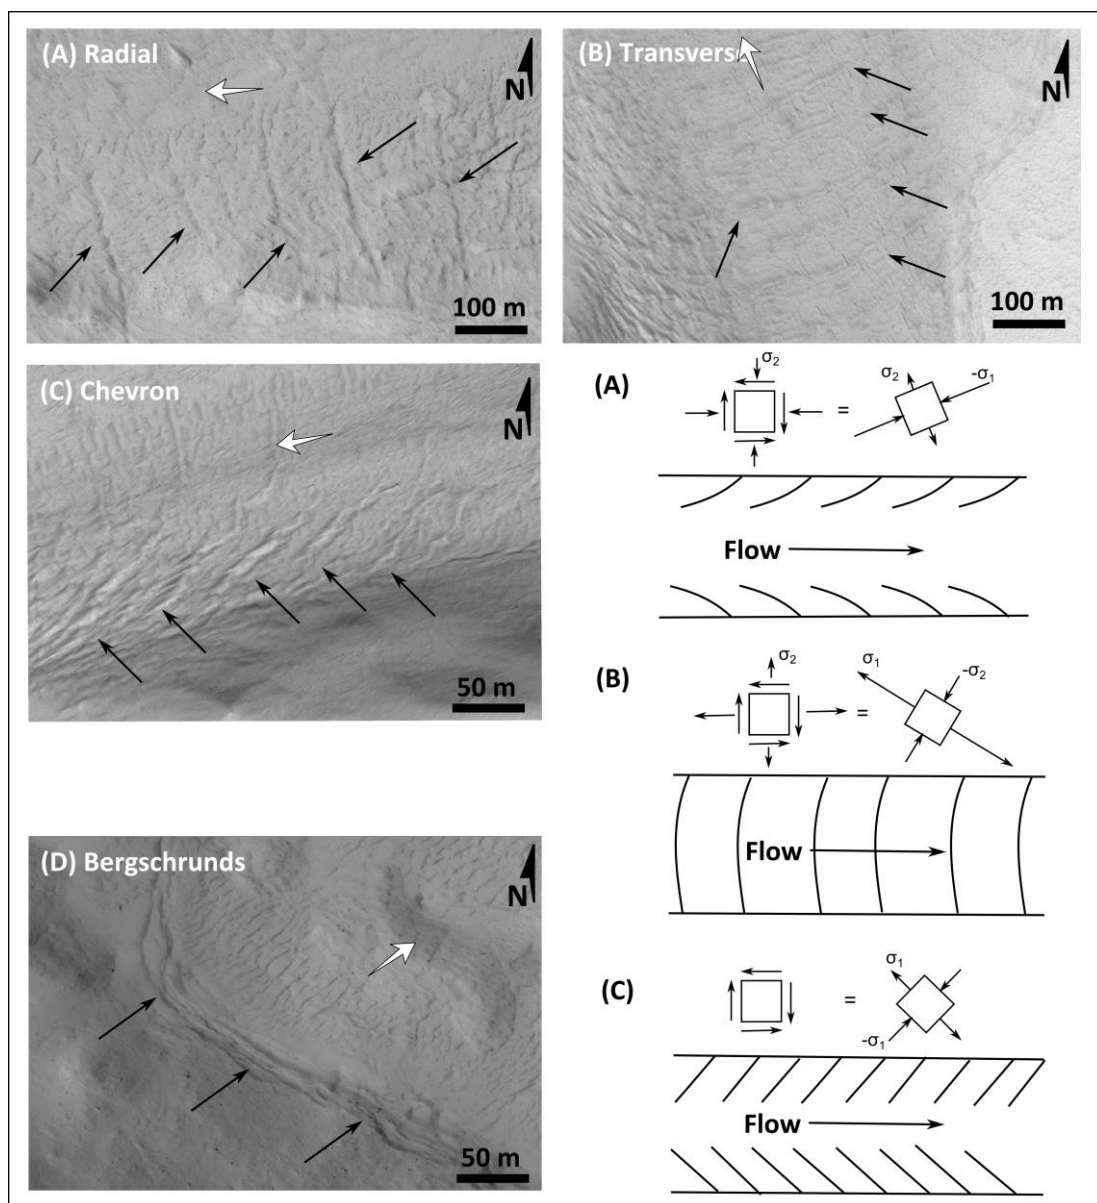 (A) Radial
N
100 m
(B) Transvers
N
100 m
(C) Chevron
N
50 m
(A)
σ2
=
σ2
-σ1
Flow
(B)
σ2
=
σ1
-σ2
Flow
(D) Bergschrunds
N
50 m
(C)
=
σ1
-σ1
Flow